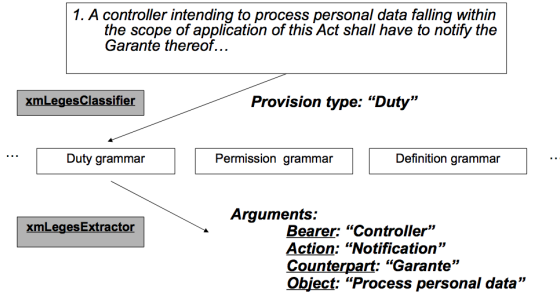 1. A controller intending to process personal data falling within
the scope of application of this Act shall have to notify the
Garante thereof…
xmLegesClassifier
Provision type: “Duty”
… Duty grammar Permission grammar Definition grammar …
Arguments:
xmLegesExtractor
Bearer: “Controller”
Action: “Notification”
Counterpart: “Garante”
Object: “Process personal data”